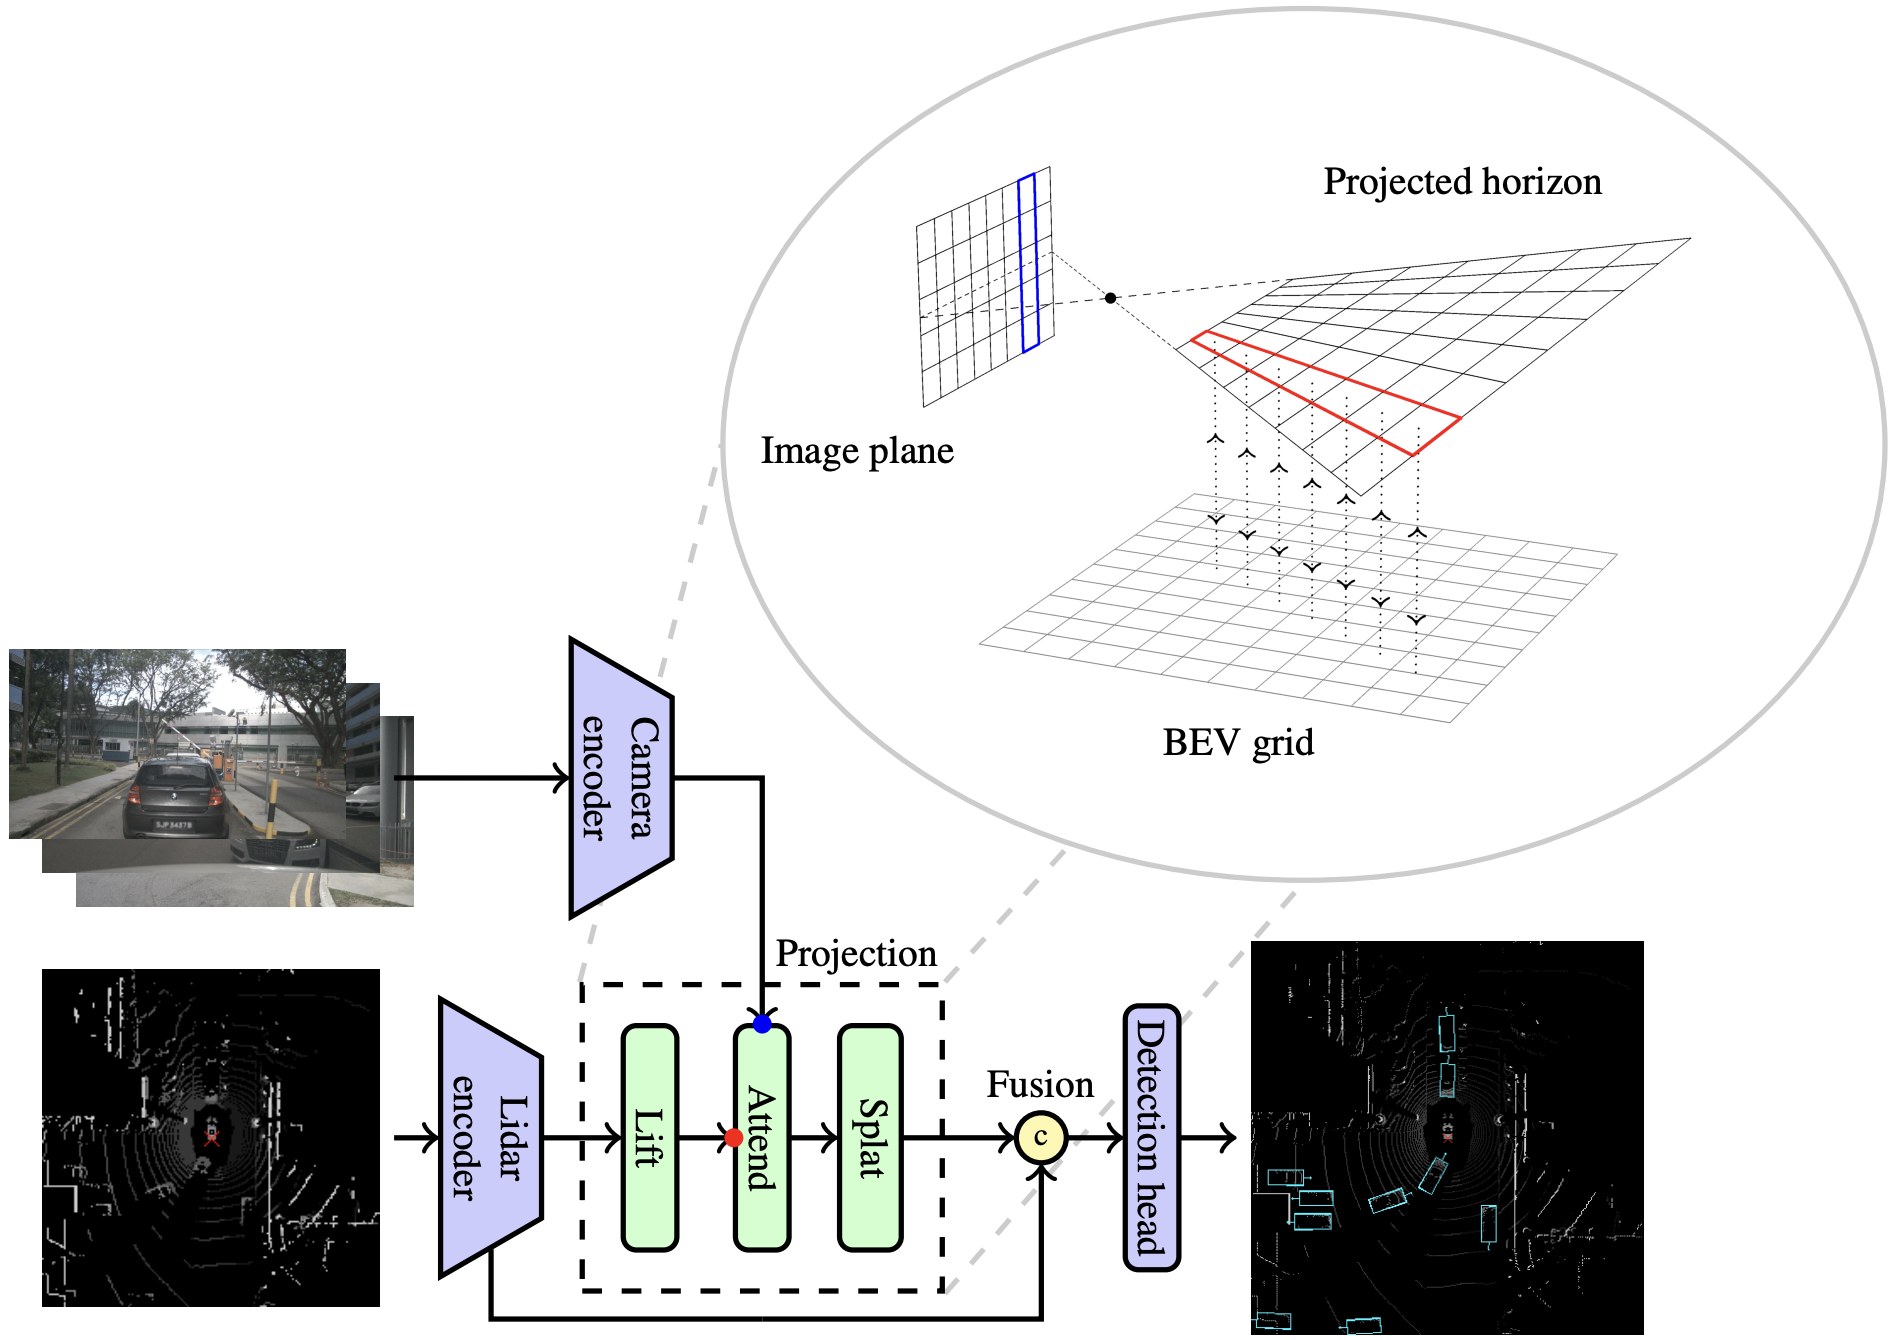 Projected horizon
Image plane
BEV grid
Camera
encoder
Projection
Lidar
encoder
Lift
Attend
Splat
Fusion
c
Detection head